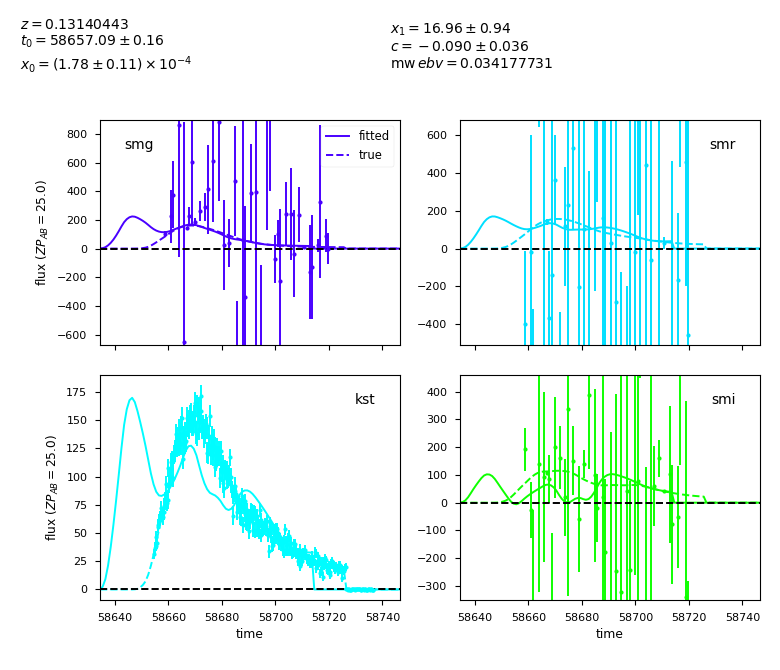 z = 0.13140443
t₀ = 58657.09 ± 0.16
x₀ = (1.78 ± 0.11) × 10⁻⁴
x₁ = 16.96 ± 0.94
c = −0.090 ± 0.036
mw ebv = 0.034177731
smg
fitted
true
800
600
400
200
0
−200
−400
−600
flux (ZP_AB = 25.0)
smr
600
400
200
0
−200
−400
kst
175
150
125
100
75
50
25
0
flux (ZP_AB = 25.0)
58640 58660 58680 58700 58720 58740
time
smi
400
300
200
100
0
−100
−200
−300
58640 58660 58680 58700 58720 58740
time